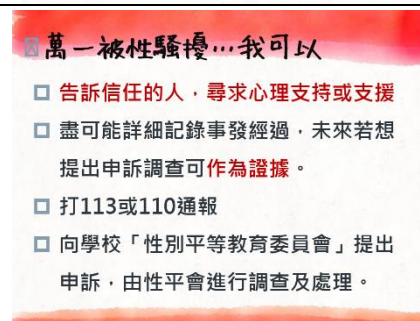 萬一被性騷擾…我可以
告訴信任的人，尋求心理支持或支援
盡可能詳細記錄事發經過，未來若想
提出申訴調查可作為證據。
打113或110通報
向學校「性別平等教育委員會」提出
申訴，由性平會進行調查及處理。